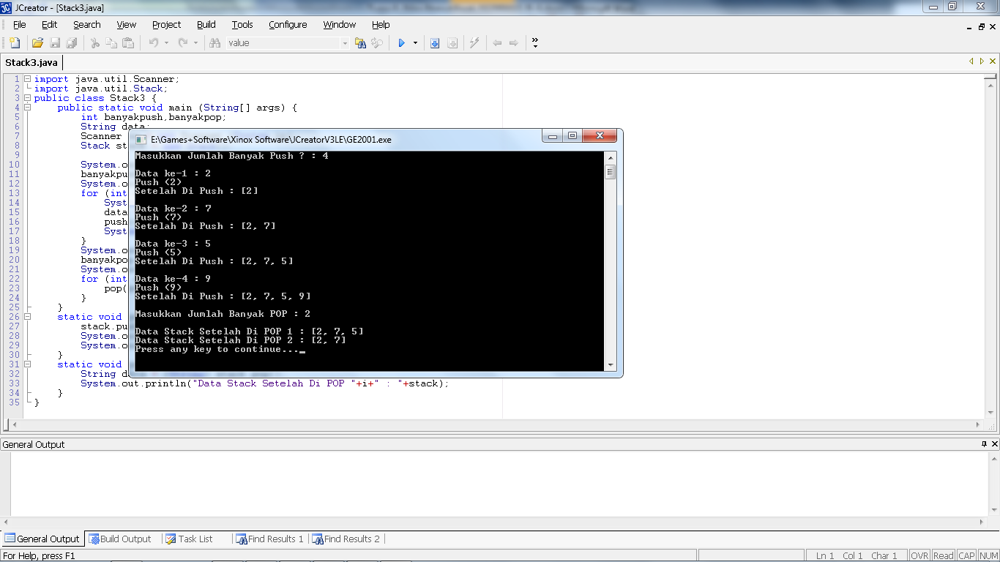 JCreator - [Stack3.java]
File Edit Search View Project Build Tools Configure Window Help
value
Stack3.java
1 import java.util.Scanner;
2 import java.util.Stack;
3 public class Stack3 {
4 public static void main (String[] args) {
5 int banyakpush,banyakpop;
6 String data;
7 Scanner
8 Stack st
9
10 System.o
11 banyakpu
12 System.o
13 for (int
14 Syst
15 data
16 push
17 Syst
18 }
19 System.o
20 banyakpo
21 System.o
22 for (int
23 pop(
24 }
25 }
26 static void
27 stack.pu
28 System.o
29 System.o
30 }
31 static void
32 String d
33 System.out.println("Data Stack Setelah Di POP "+i+" : "+stack);
34 }
35 }
E:\Games+Software\Xinox Software\JCreatorV3LE\GE2001.exe
Masukkan Jumlah Banyak Push ? : 4
Data ke-1 : 2
Push (2)
Setelah Di Push : [2]
Data ke-2 : 7
Push (7)
Setelah Di Push : [2, 7]
Data ke-3 : 5
Push (5)
Setelah Di Push : [2, 7, 5]
Data ke-4 : 9
Push (9)
Setelah Di Push : [2, 7, 5, 9]
Masukkan Jumlah Banyak POP : 2
Data Stack Setelah Di POP 1 : [2, 7, 5]
Data Stack Setelah Di POP 2 : [2, 7]
Press any key to continue..._
General Output
General Output Build Output Task List Find Results 1 Find Results 2
For Help, press F1
Ln 1 Col 1 Char 1 OVR Read CAP NUM